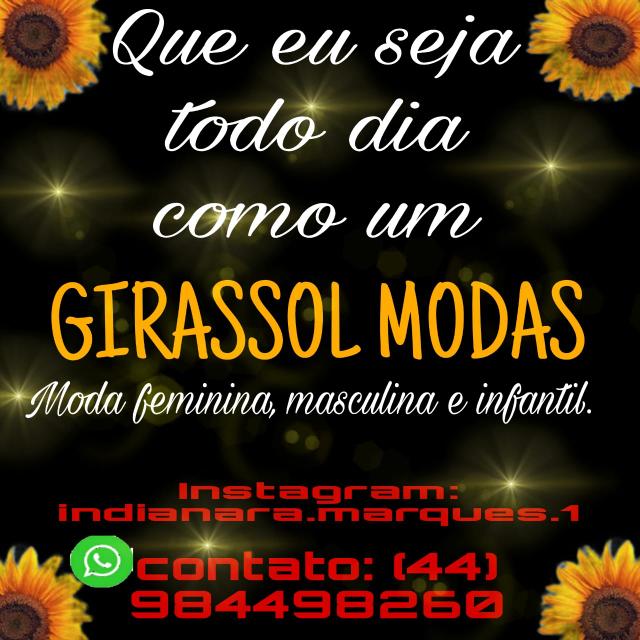 Que eu seja
todo dia
como um
GIRASSOL MODAS
Moda feminina, masculina e infantil.
Instagram:
indianara.marques.1
contato: (44)
984498260